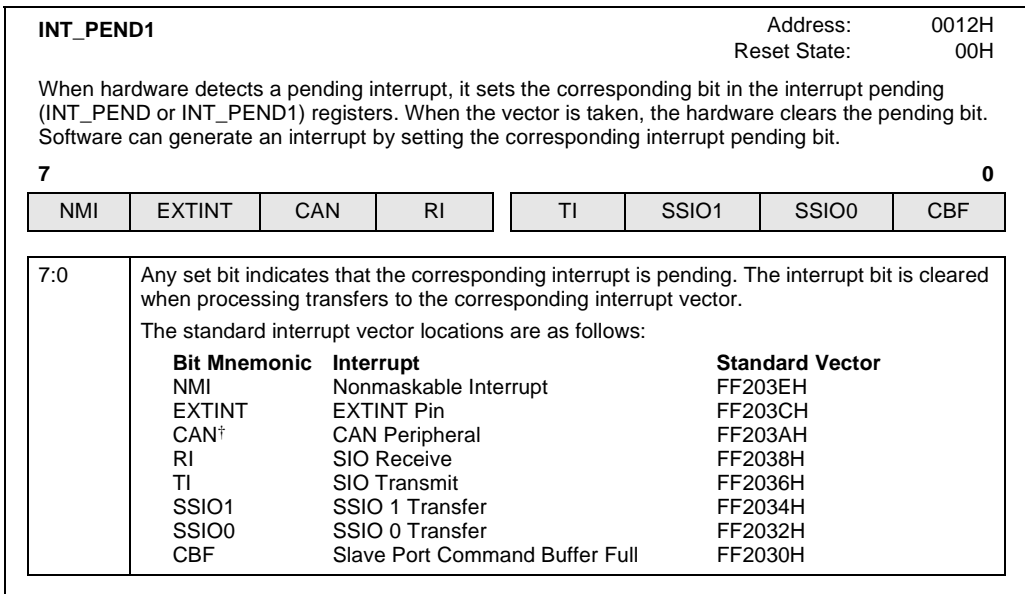 INT_PEND1 Address: 0012H
Reset State: 00H
When hardware detects a pending interrupt, it sets the corresponding bit in the interrupt pending
(INT_PEND or INT_PEND1) registers. When the vector is taken, the hardware clears the pending bit.
Software can generate an interrupt by setting the corresponding interrupt pending bit.
7 0
NMI EXTINT CAN RI TI SSIO1 SSIO0 CBF
7:0 Any set bit indicates that the corresponding interrupt is pending. The interrupt bit is cleared
when processing transfers to the corresponding interrupt vector.
The standard interrupt vector locations are as follows:
Bit Mnemonic Interrupt Standard Vector
NMI Nonmaskable Interrupt FF203EH
EXTINT EXTINT Pin FF203CH
CAN† CAN Peripheral FF203AH
RI SIO Receive FF2038H
TI SIO Transmit FF2036H
SSIO1 SSIO 1 Transfer FF2034H
SSIO0 SSIO 0 Transfer FF2032H
CBF Slave Port Command Buffer Full FF2030H